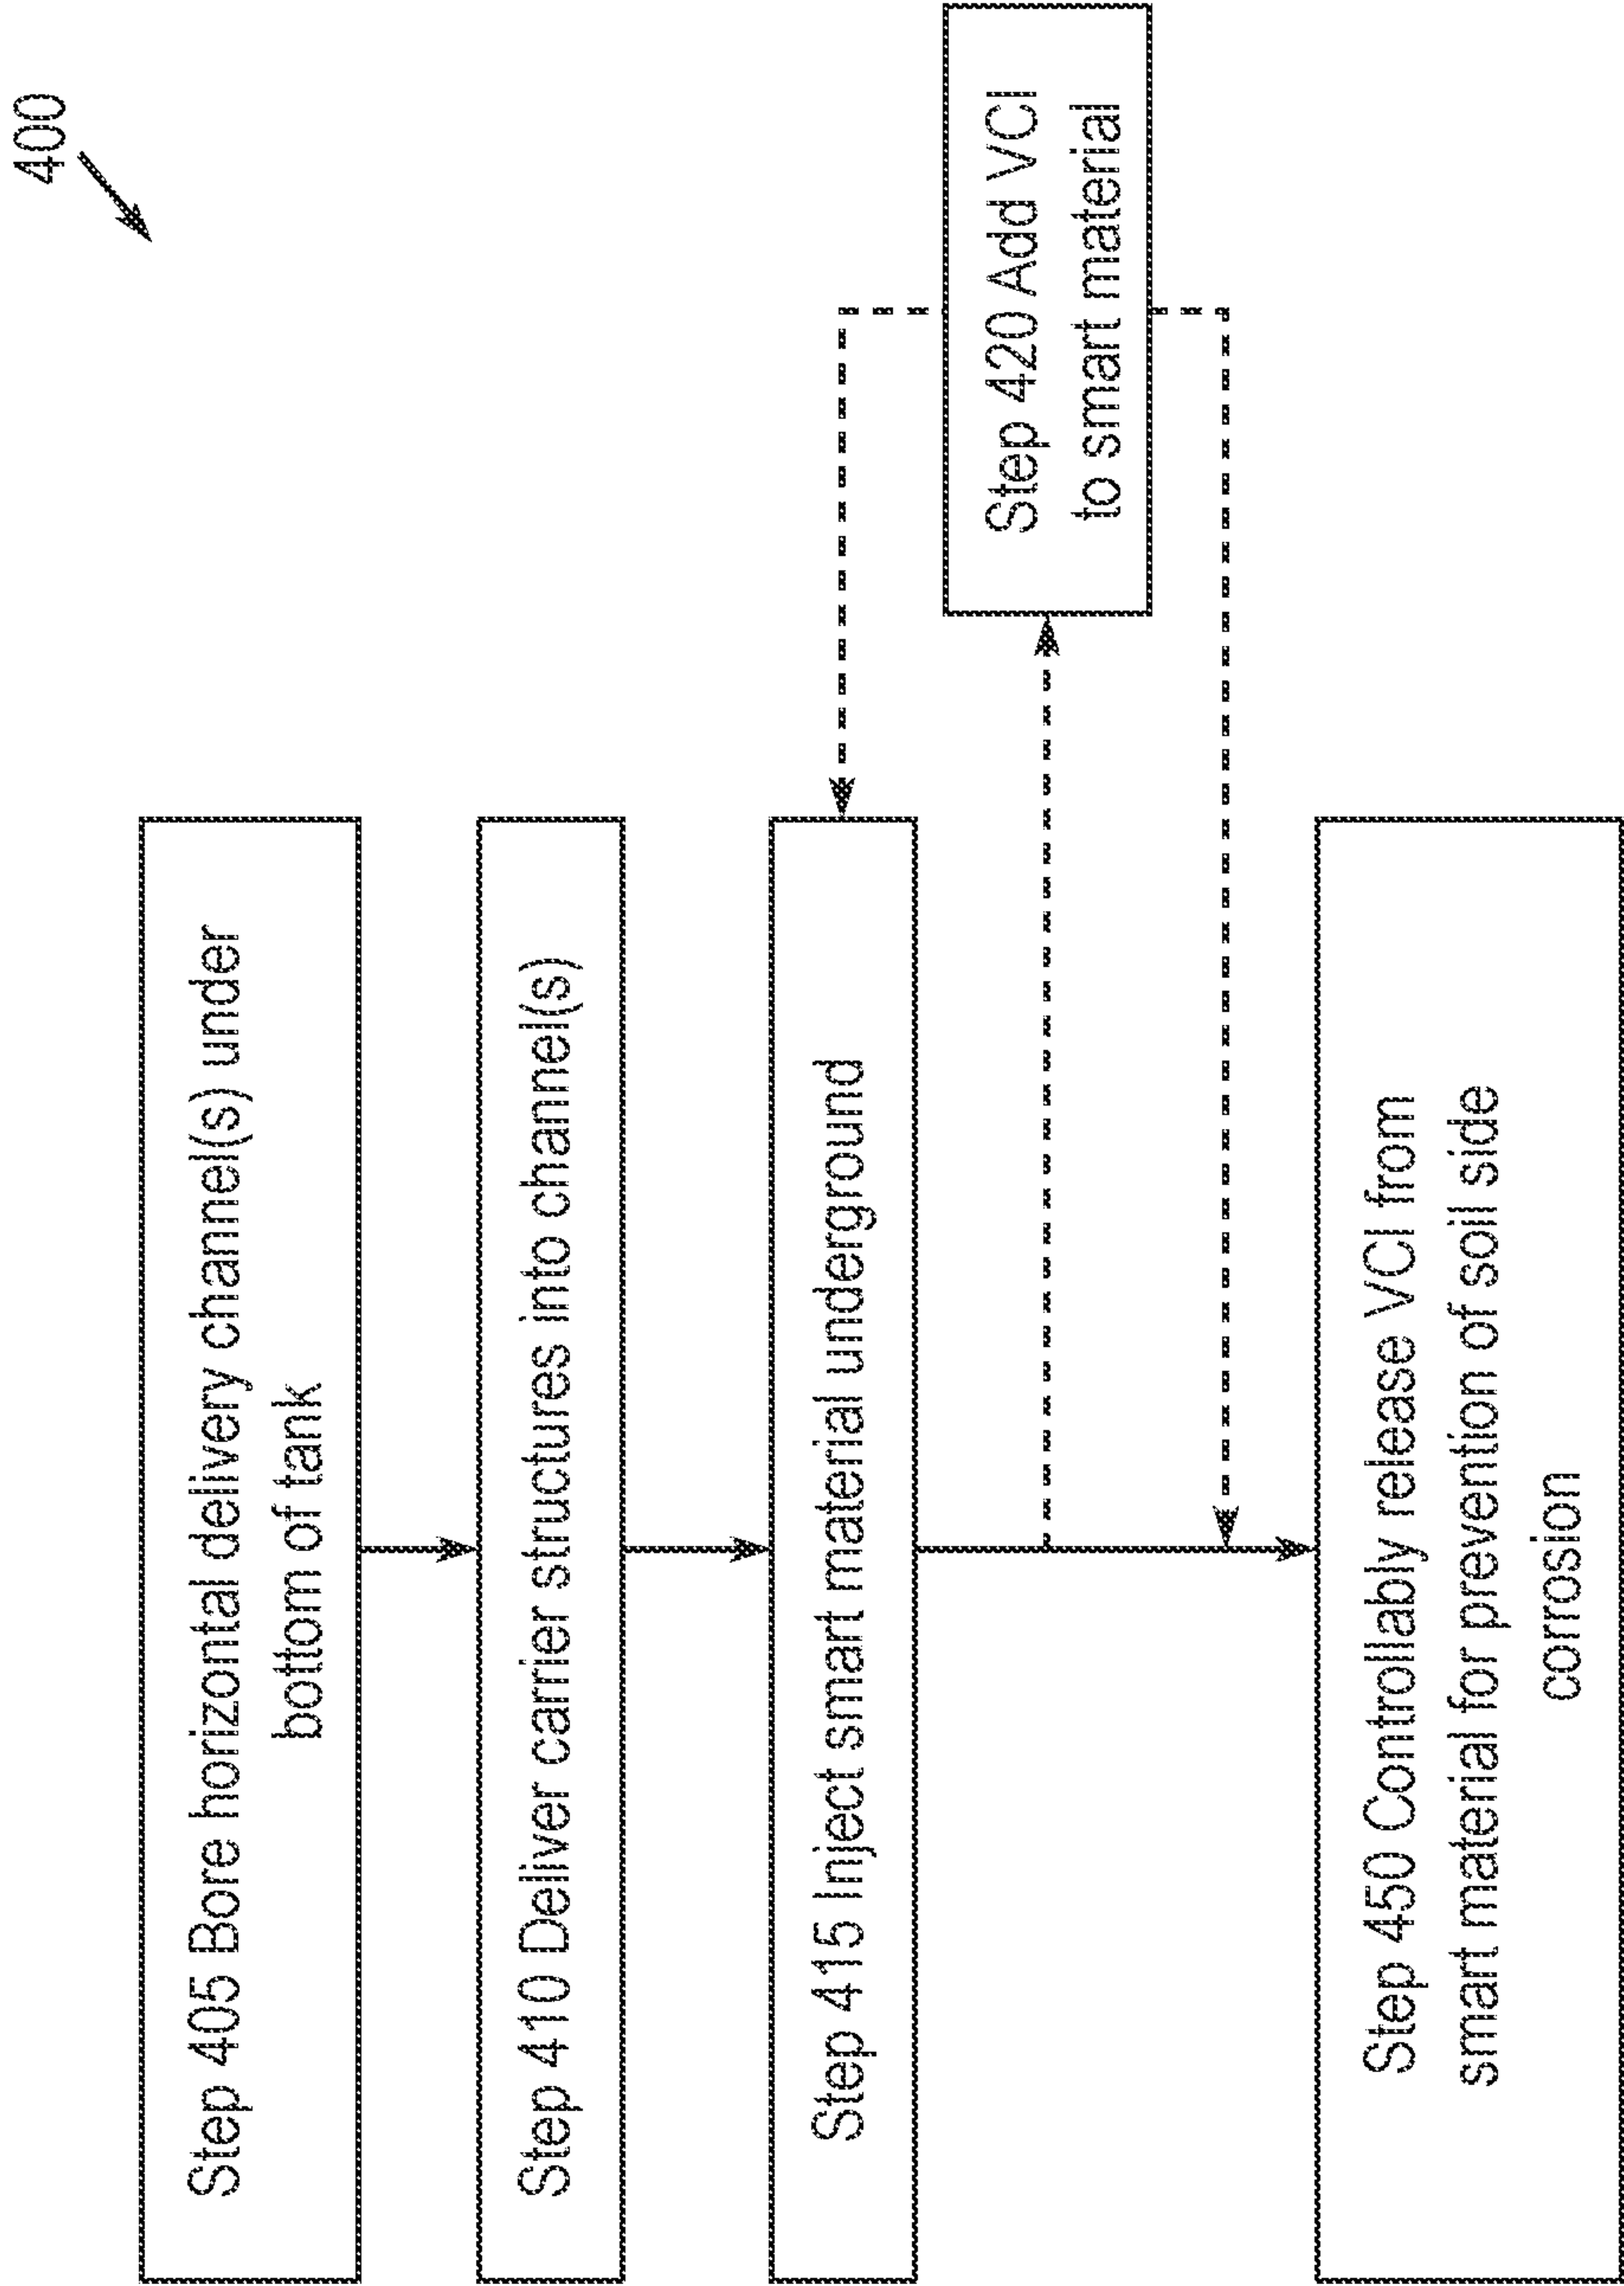 400
Step 405 Bore horizontal delivery channel(s) under
bottom of tank
Step 410 Deliver carrier structures into channel(s)
Step 415 Inject smart material underground
Step 420 Add VCI
to smart material
Step 450 Controllably release VCI from
smart material for prevention of soil side
corrosion